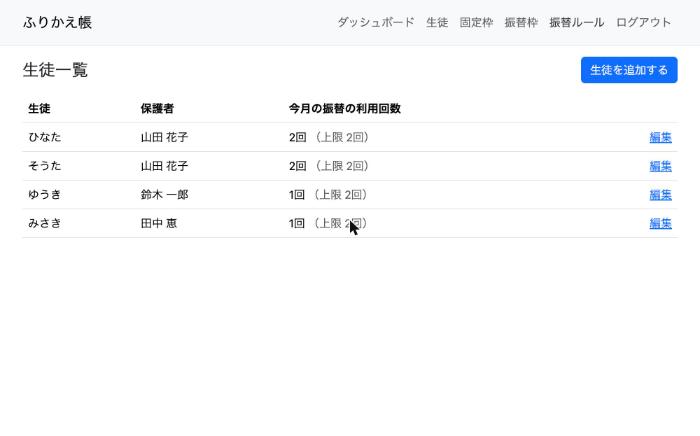 ふりかえ帳 ダッシュボード 生徒 固定枠 振替枠 振替ルール ログアウト
生徒一覧 生徒を追加する
生徒 保護者 今月の振替の利用回数
ひなた 山田 花子 2回 （上限 2回） 編集
そうた 山田 花子 2回 （上限 2回） 編集
ゆうき 鈴木 一郎 1回 （上限 2回） 編集
みさき 田中 恵 1回 （上限 2回） 編集